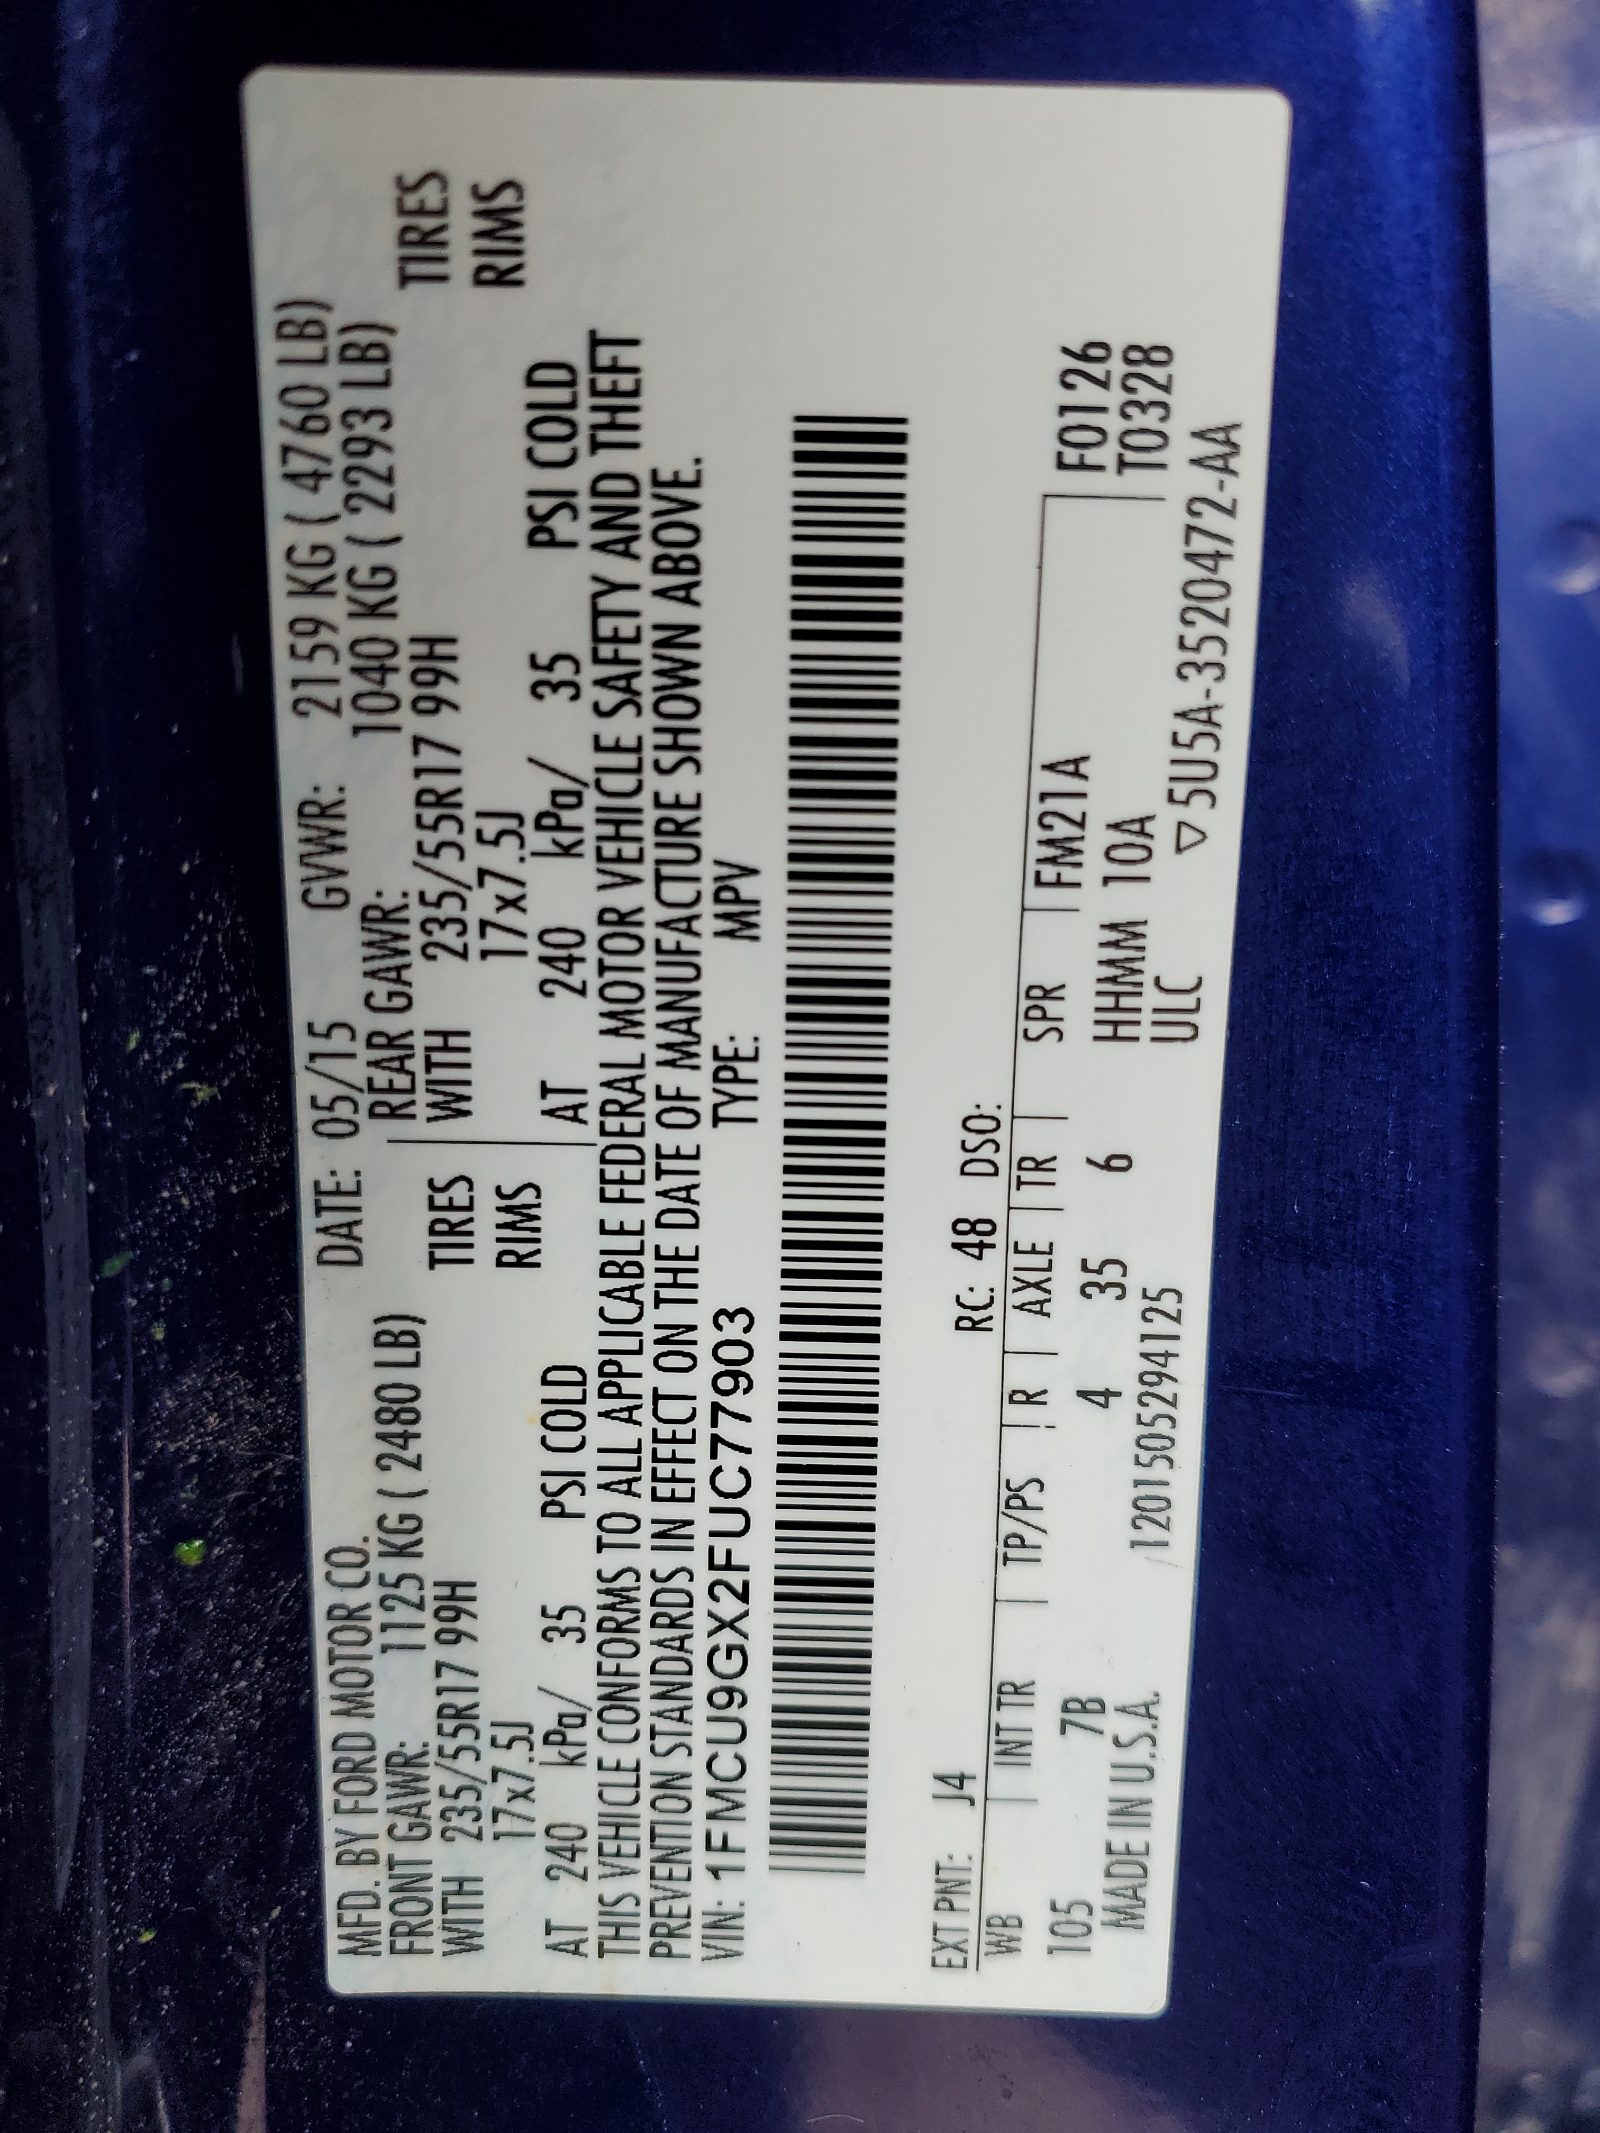 MFD. BY FORD MOTOR CO. DATE: 05/15 GVWR: 2159 KG ( 4760 LB)
FRONT GAWR: 1125 KG ( 2480 LB) REAR GAWR: 1040 KG ( 2293 LB)
WITH 235/55R17 99H TIRES WITH 235/55R17 99H TIRES
17x7.5J RIMS 17x7.5J RIMS
AT 240 kPa/ 35 PSI COLD AT 240 kPa/ 35 PSI COLD
THIS VEHICLE CONFORMS TO ALL APPLICABLE FEDERAL MOTOR VEHICLE SAFETY AND THEFT
PREVENTION STANDARDS IN EFFECT ON THE DATE OF MANUFACTURE SHOWN ABOVE.
VIN: 1FMCU9GX2FUC77903 TYPE: MPV
EXT PNT: J4 RC: 48 DSO:
WB | INT TR | TP/PS | R | AXLE | TR | SPR | FM21A F0126
105 7B 4 35 6 HHMM 10A T0328
MADE IN U.S.A. 1201505294125 ULC ▽5U5A-3520472-AA